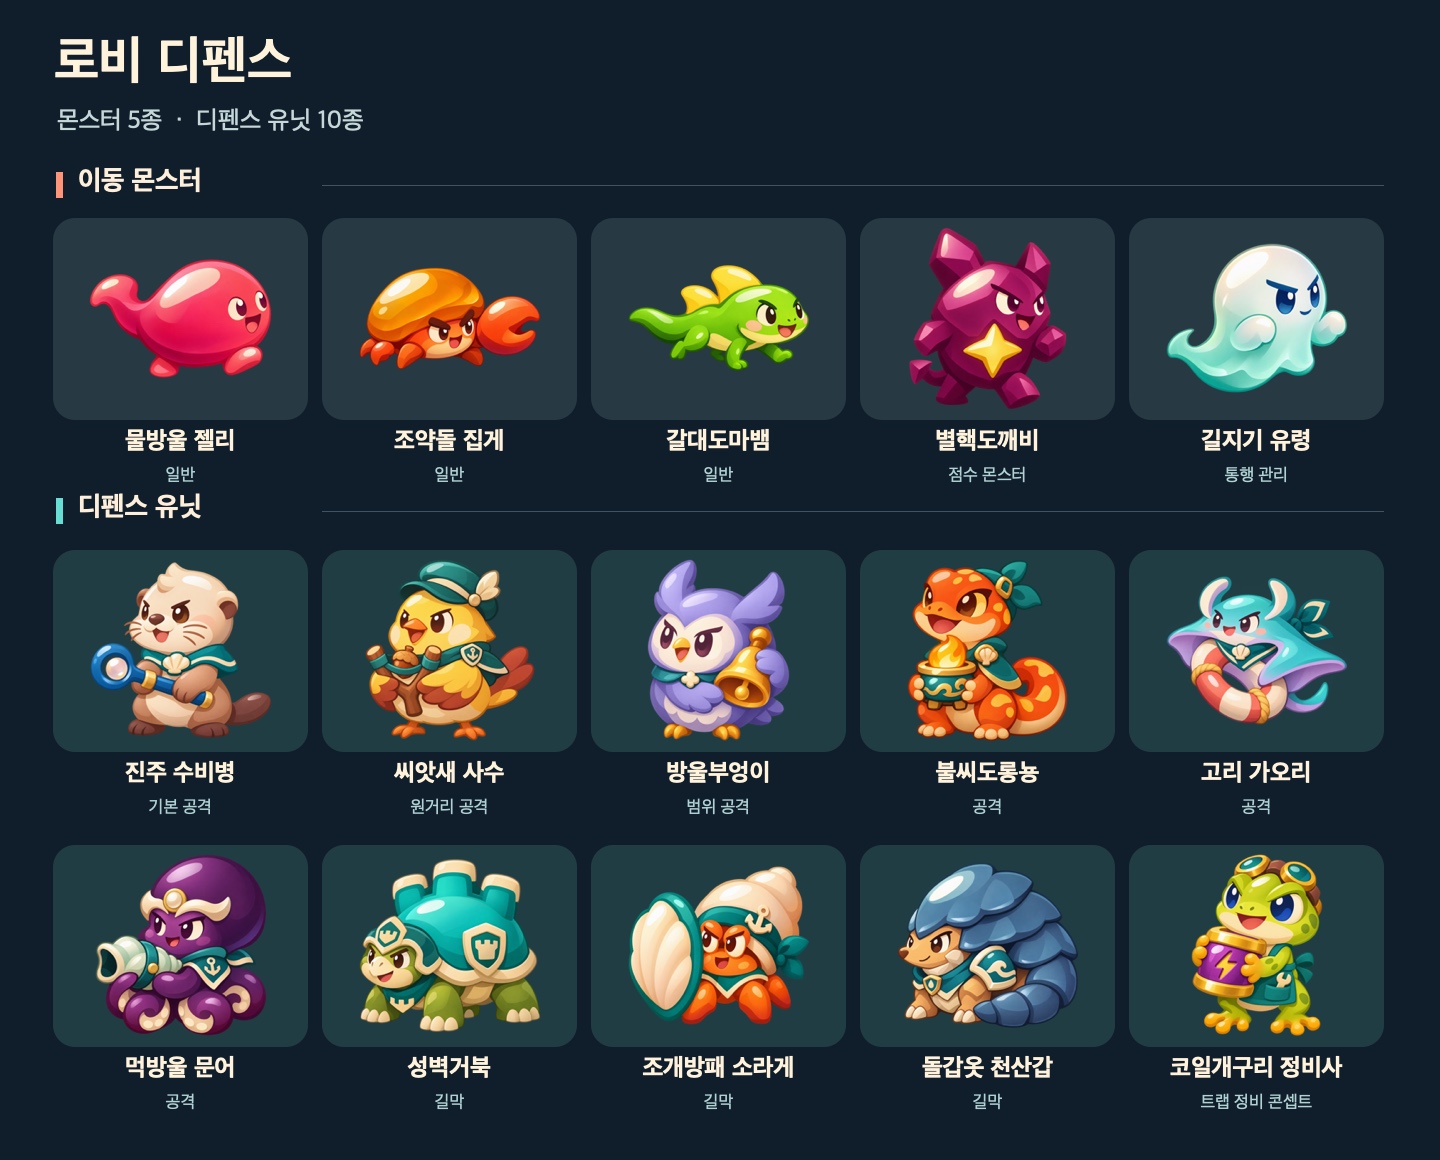 로비 디펜스
몬스터 5종 · 디펜스 유닛 10종
이동 몬스터
물방울 젤리
일반
조약돌 집게
일반
갈대도마뱀
일반
별핵도깨비
점수 몬스터
길지기 유령
통행 관리
디펜스 유닛
진주 수비병
기본 공격
씨앗새 사수
원거리 공격
방울부엉이
범위 공격
불씨도롱뇽
공격
고리 가오리
공격
먹방울 문어
공격
성벽거북
길막
조개방패 소라게
길막
돌갑옷 천산갑
길막
코일개구리 정비사
트랩 정비 콘셉트